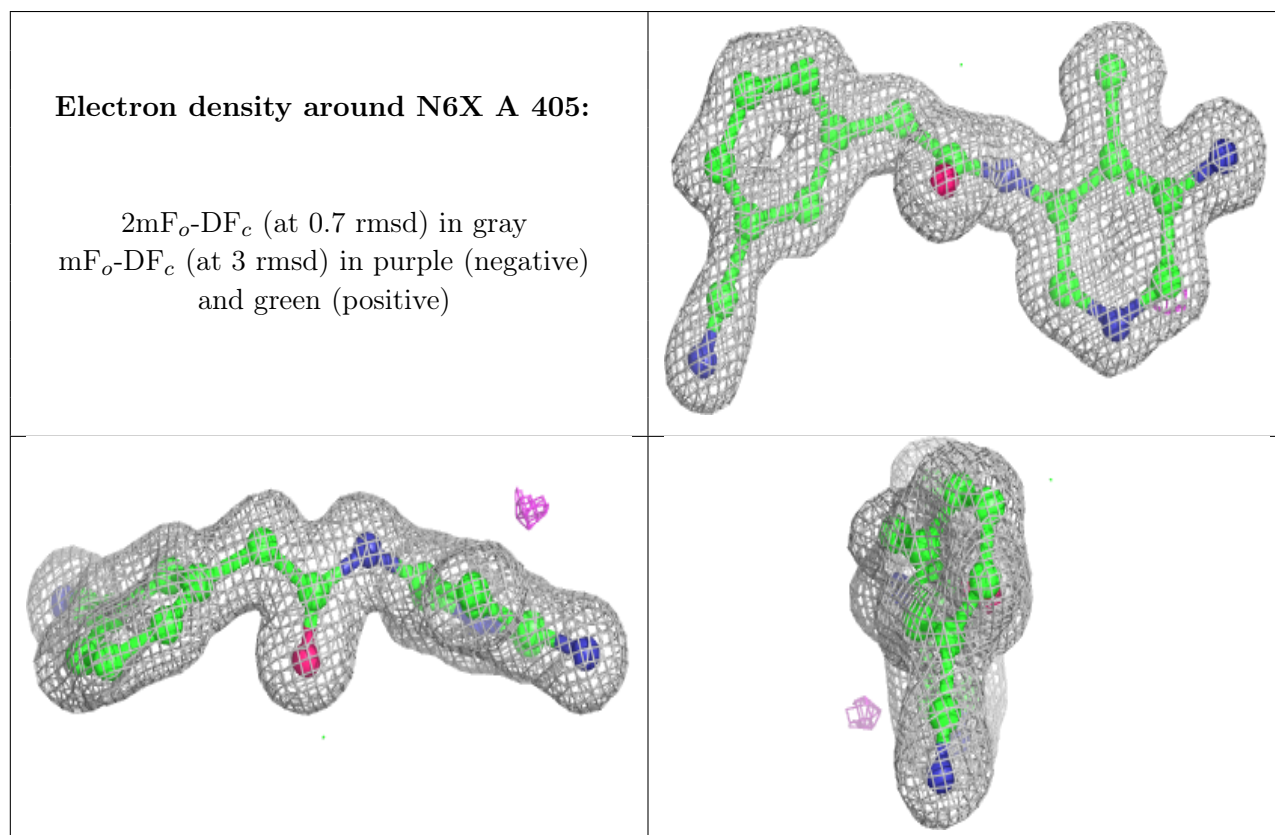 Electron density around N6X A 405:
2mFo-DFc (at 0.7 rmsd) in gray
mFo-DFc (at 3 rmsd) in purple (negative)
and green (positive)